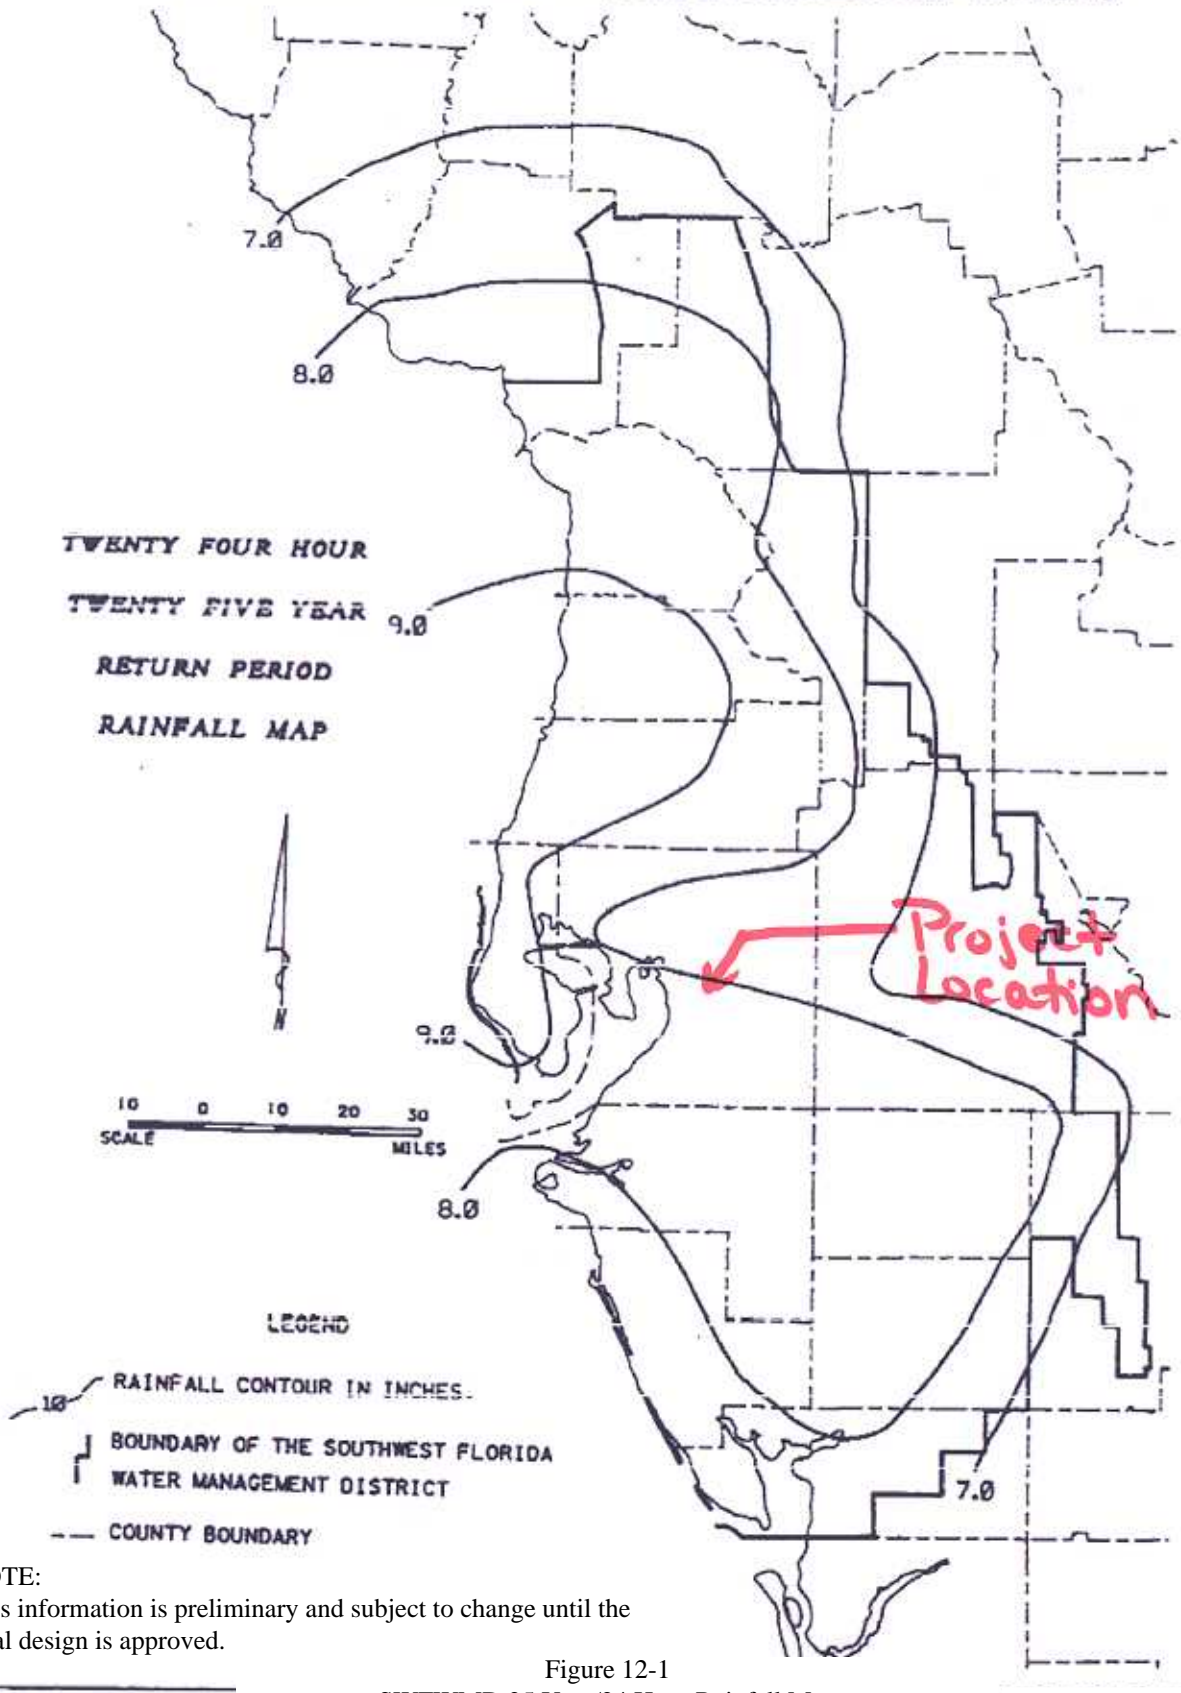 7.0
8.0
TWENTY FOUR HOUR
TWENTY FIVE YEAR
RETURN PERIOD
RAINFALL MAP
9.0
Project
Location
N
9.0
10 0 10 20 30
SCALE MILES
8.0
LEGEND
10 RAINFALL CONTOUR IN INCHES.
BOUNDARY OF THE SOUTHWEST FLORIDA
WATER MANAGEMENT DISTRICT
COUNTY BOUNDARY
7.0
OTE:
s information is preliminary and subject to change until the
al design is approved.
Figure 12-1